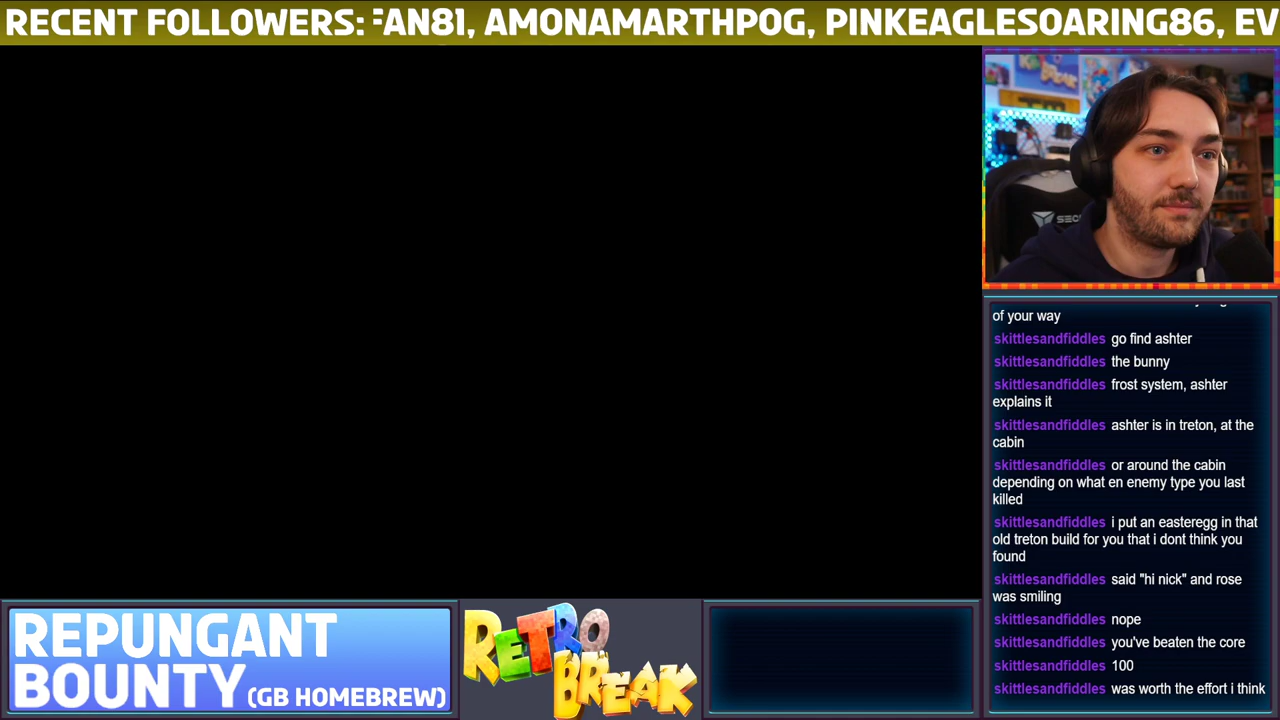 RECENT FOLLOWERS: FAN81, AMONAMARTHPOG, PINKEAGLESOARING86, EV
of your way
skittlesandfiddles go find ashter
skittlesandfiddles the bunny
skittlesandfiddles frost system, ashter
explains it
skittlesandfiddles ashter is in treton, at the
cabin
skittlesandfiddles or around the cabin
depending on what en enemy type you last
killed
skittlesandfiddles i put an easteregg in that
old treton build for you that i dont think you
found
skittlesandfiddles said "hi nick" and rose
was smiling
skittlesandfiddles nope
skittlesandfiddles you've beaten the core
skittlesandfiddles 100
skittlesandfiddles was worth the effort i think
REPUNGANT
BOUNTY (GB HOMEBREW)
RETRO
BREAK